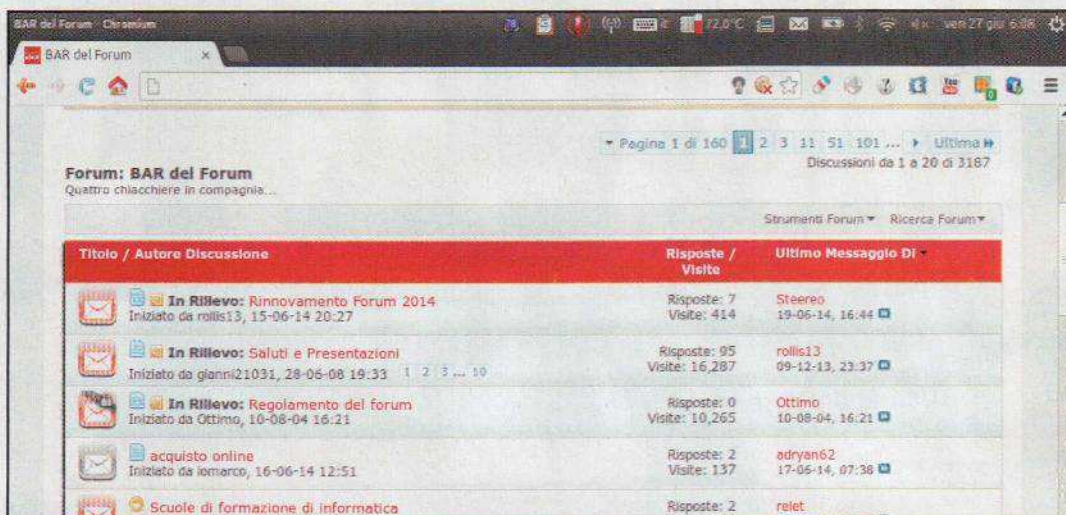 BAR del Forum Chromium
72.0°C
ven 27 giu 6:08
BAR del Forum ×
Pagina 1 di 160 1 2 3 11 51 101 ... Ultima
Discussioni da 1 a 20 di 3187
Forum: BAR del Forum
Quattro chiacchiere in compagnia...
Strumenti Forum Ricerca Forum
Titolo / Autore Discussione Risposte / Ultimo Messaggio Di
Visite
In Rilievo: Rinnovamento Forum 2014 Risposte: 7 Steereo
Iniziato da rollis13, 15-06-14 20:27 Visite: 414 19-06-14, 16:44
In Rilievo: Saluti e Presentazioni Risposte: 95 rollis13
Iniziato da gianni21031, 28-06-08 19:33 1 2 3 ... 10 Visite: 16,287 09-12-13, 23:37
In Rilievo: Regolamento del forum Risposte: 0 Ottimo
Iniziato da Ottimo, 10-08-04 16:21 Visite: 10,265 10-08-04, 16:21
acquisto online Risposte: 2 adryan62
Iniziato da iomarco, 16-06-14 12:51 Visite: 137 17-06-14, 07:38
Scuole di formazione di informatica Risposte: 2 relet